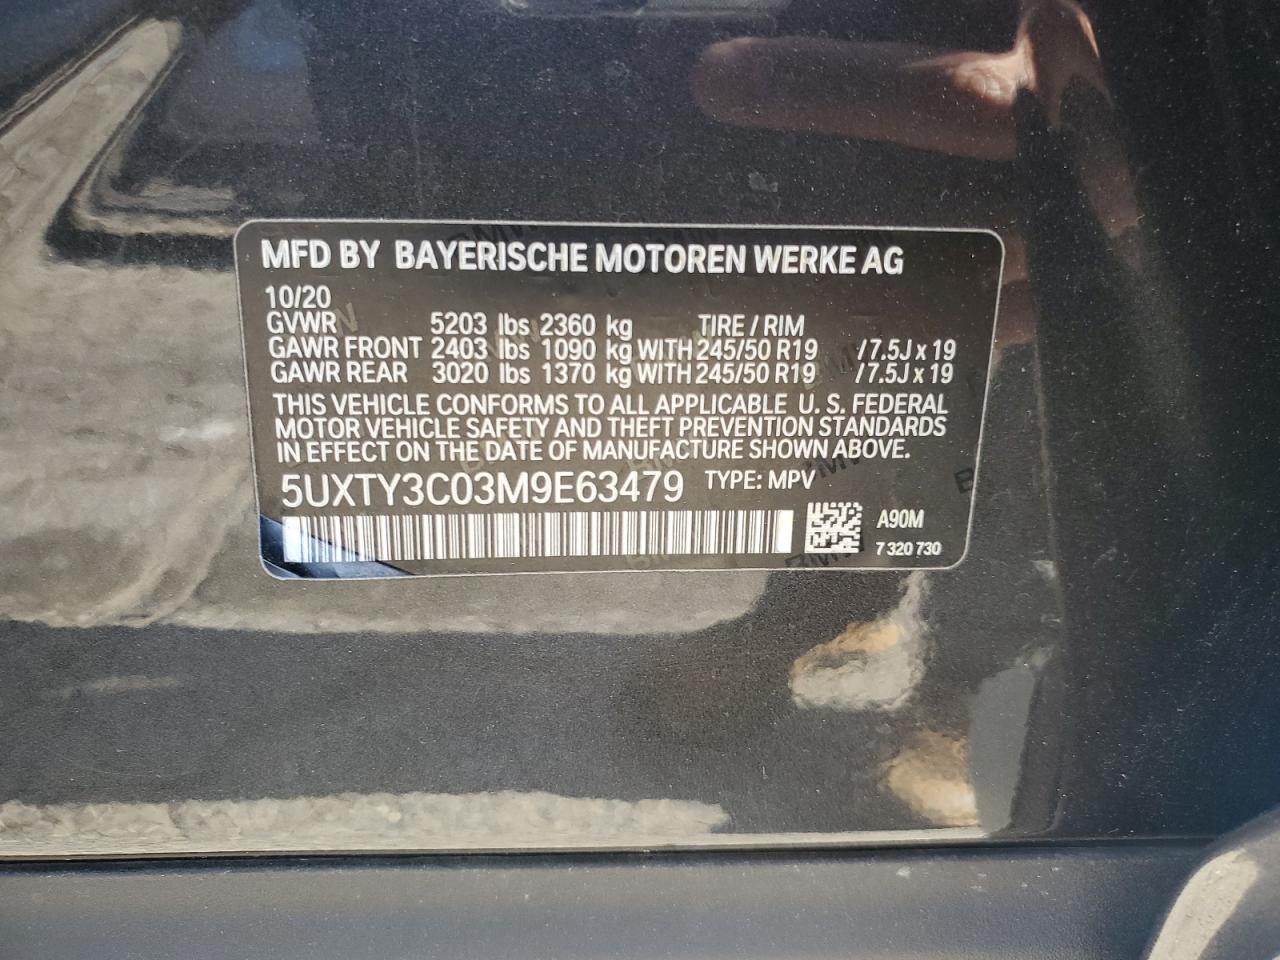 MFD BY BAYERISCHE MOTOREN WERKE AG
10/20
GVWR 5203 lbs 2360 kg TIRE / RIM
GAWR FRONT 2403 lbs 1090 kg WITH 245/50 R19 /7.5J x 19
GAWR REAR 3020 lbs 1370 kg WITH 245/50 R19 /7.5J x 19
THIS VEHICLE CONFORMS TO ALL APPLICABLE U. S. FEDERAL
MOTOR VEHICLE SAFETY AND THEFT PREVENTION STANDARDS
IN EFFECT ON THE DATE OF MANUFACTURE SHOWN ABOVE.
5UXTY3C03M9E63479 TYPE: MPV
A90M
7 320 730